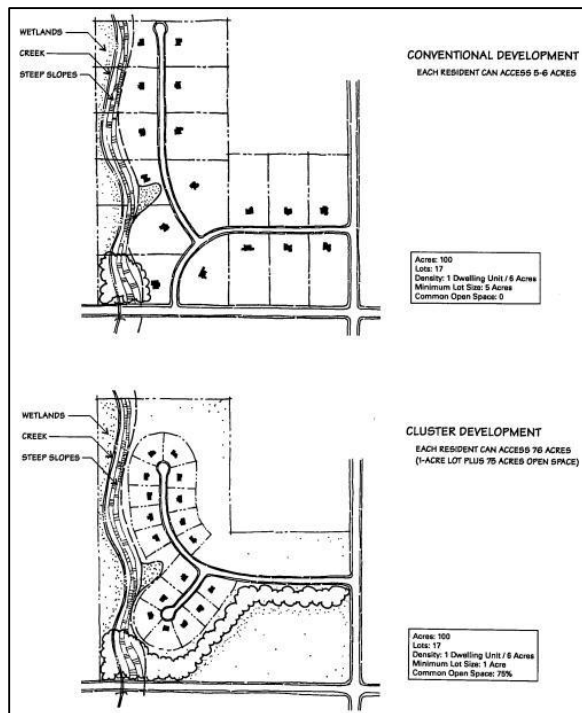 WETLANDS
CREEK
STEEP SLOPES
CONVENTIONAL DEVELOPMENT
EACH RESIDENT CAN ACCESS 5-6 ACRES
Acres: 100
Lots: 17
Density: 1 Dwelling Unit / 6 Acres
Minimum Lot Size: 5 Acres
Common Open Space: 0
WETLANDS
CREEK
STEEP SLOPES
CLUSTER DEVELOPMENT
EACH RESIDENT CAN ACCESS 76 ACRES
(1-ACRE LOT PLUS 75 ACRES OPEN SPACE)
Acres: 100
Lots: 17
Density: 1 Dwelling Unit / 6 Acres
Minimum Lot Size: 1 Acre
Common Open Space: 75%